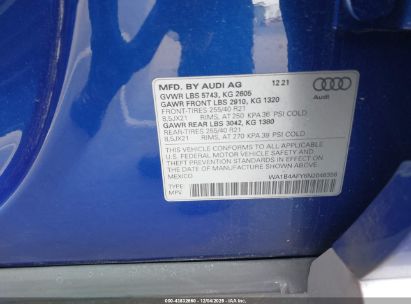 MFD. BY AUDI AG 12 21
GVWR LBS 5743, KG 2605
GAWR FRONT LBS 2910, KG 1320
FRONT-TIRES 255/40 R21
8,5JX21 RIMS, AT 250 KPA 36 PSI COLD
GAWR REAR LBS 3042, KG 1380
REAR-TIRES 255/40 R21
8,5JX21 RIMS, AT 270 KPA 39 PSI COLD
Audi
THIS VEHICLE CONFORMS TO ALL APPLICABLE
U.S. FEDERAL MOTOR VEHICLE SAFETY AND
THEFT PREVENTION STANDARDS IN EFFECT
ON THE DATE OF MANUFACTURE SHOWN ABOVE
MEXICO
TYPE:
MPV